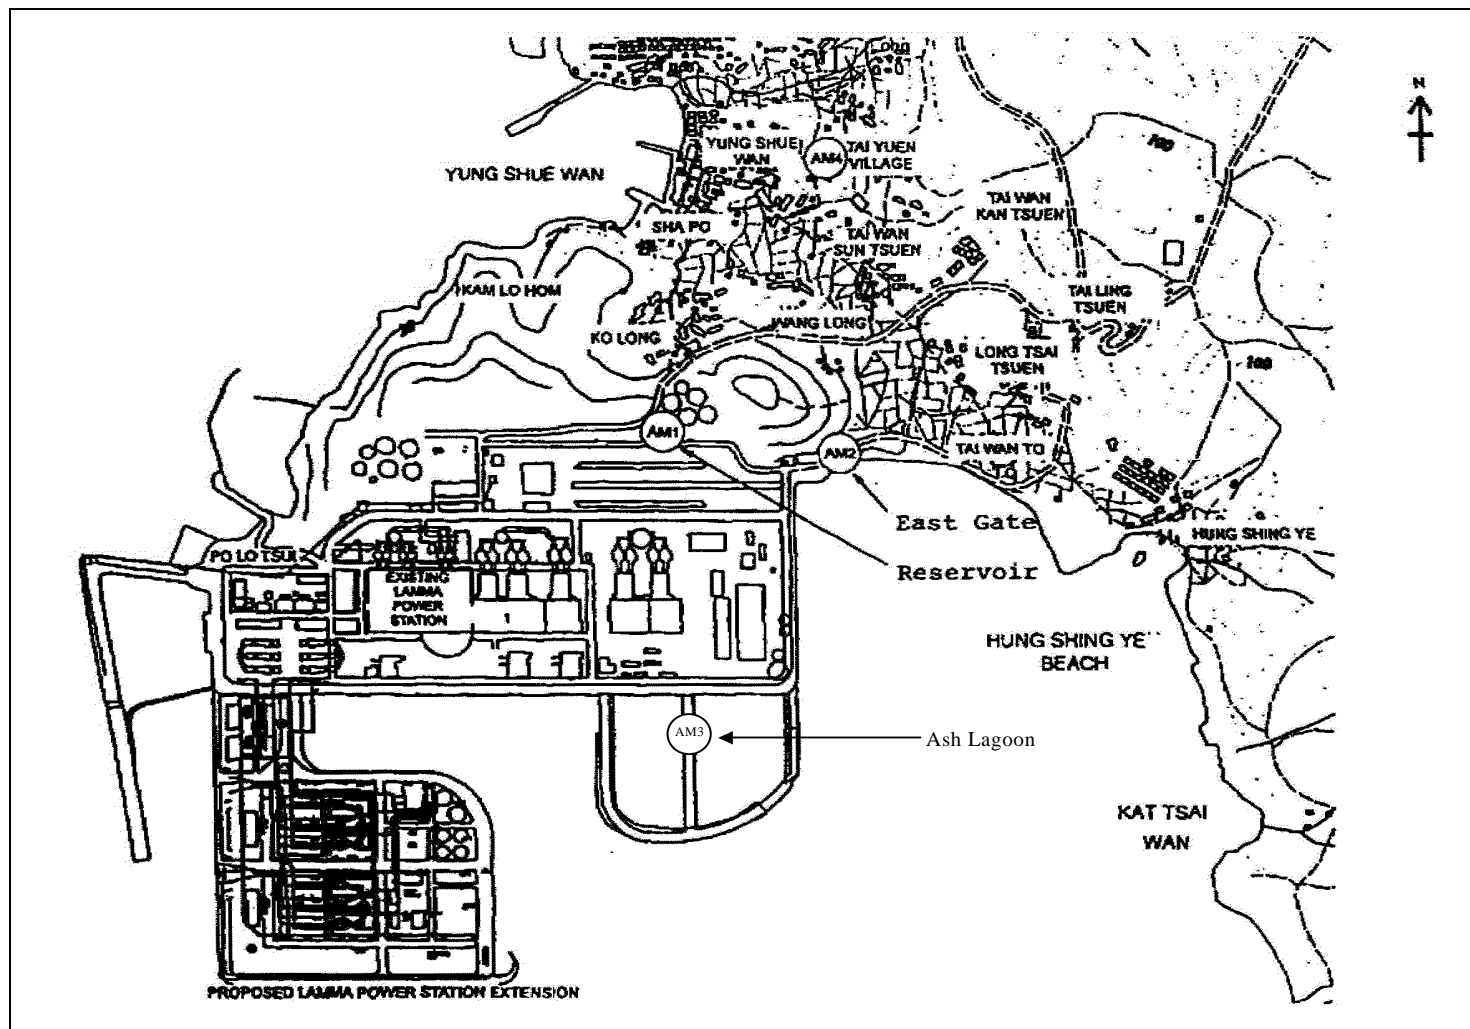 N
YUNG SHUE
WAN
AM4
TAI YUEN
VILLAGE
100
YUNG SHUE WAN
TAI WAN
KAN TSUEN
SHA PO
TAI WAN
SUN TSUEN
KAM LO HOM
TAI LING
TSUEN
KO LONG
WANG LONG
LONG TSAI
TSUEN
100
AM1
AM2
TAI WAN TO
East Gate
HUNG SHING YE
PO LO TSUI
Reservoir
EXISTING
LAMMA
POWER
STATION
1
HUNG SHING YE
BEACH
AM3
Ash Lagoon
KAT TSAI
WAN
PROPOSED LAMMA POWER STATION EXTENSION